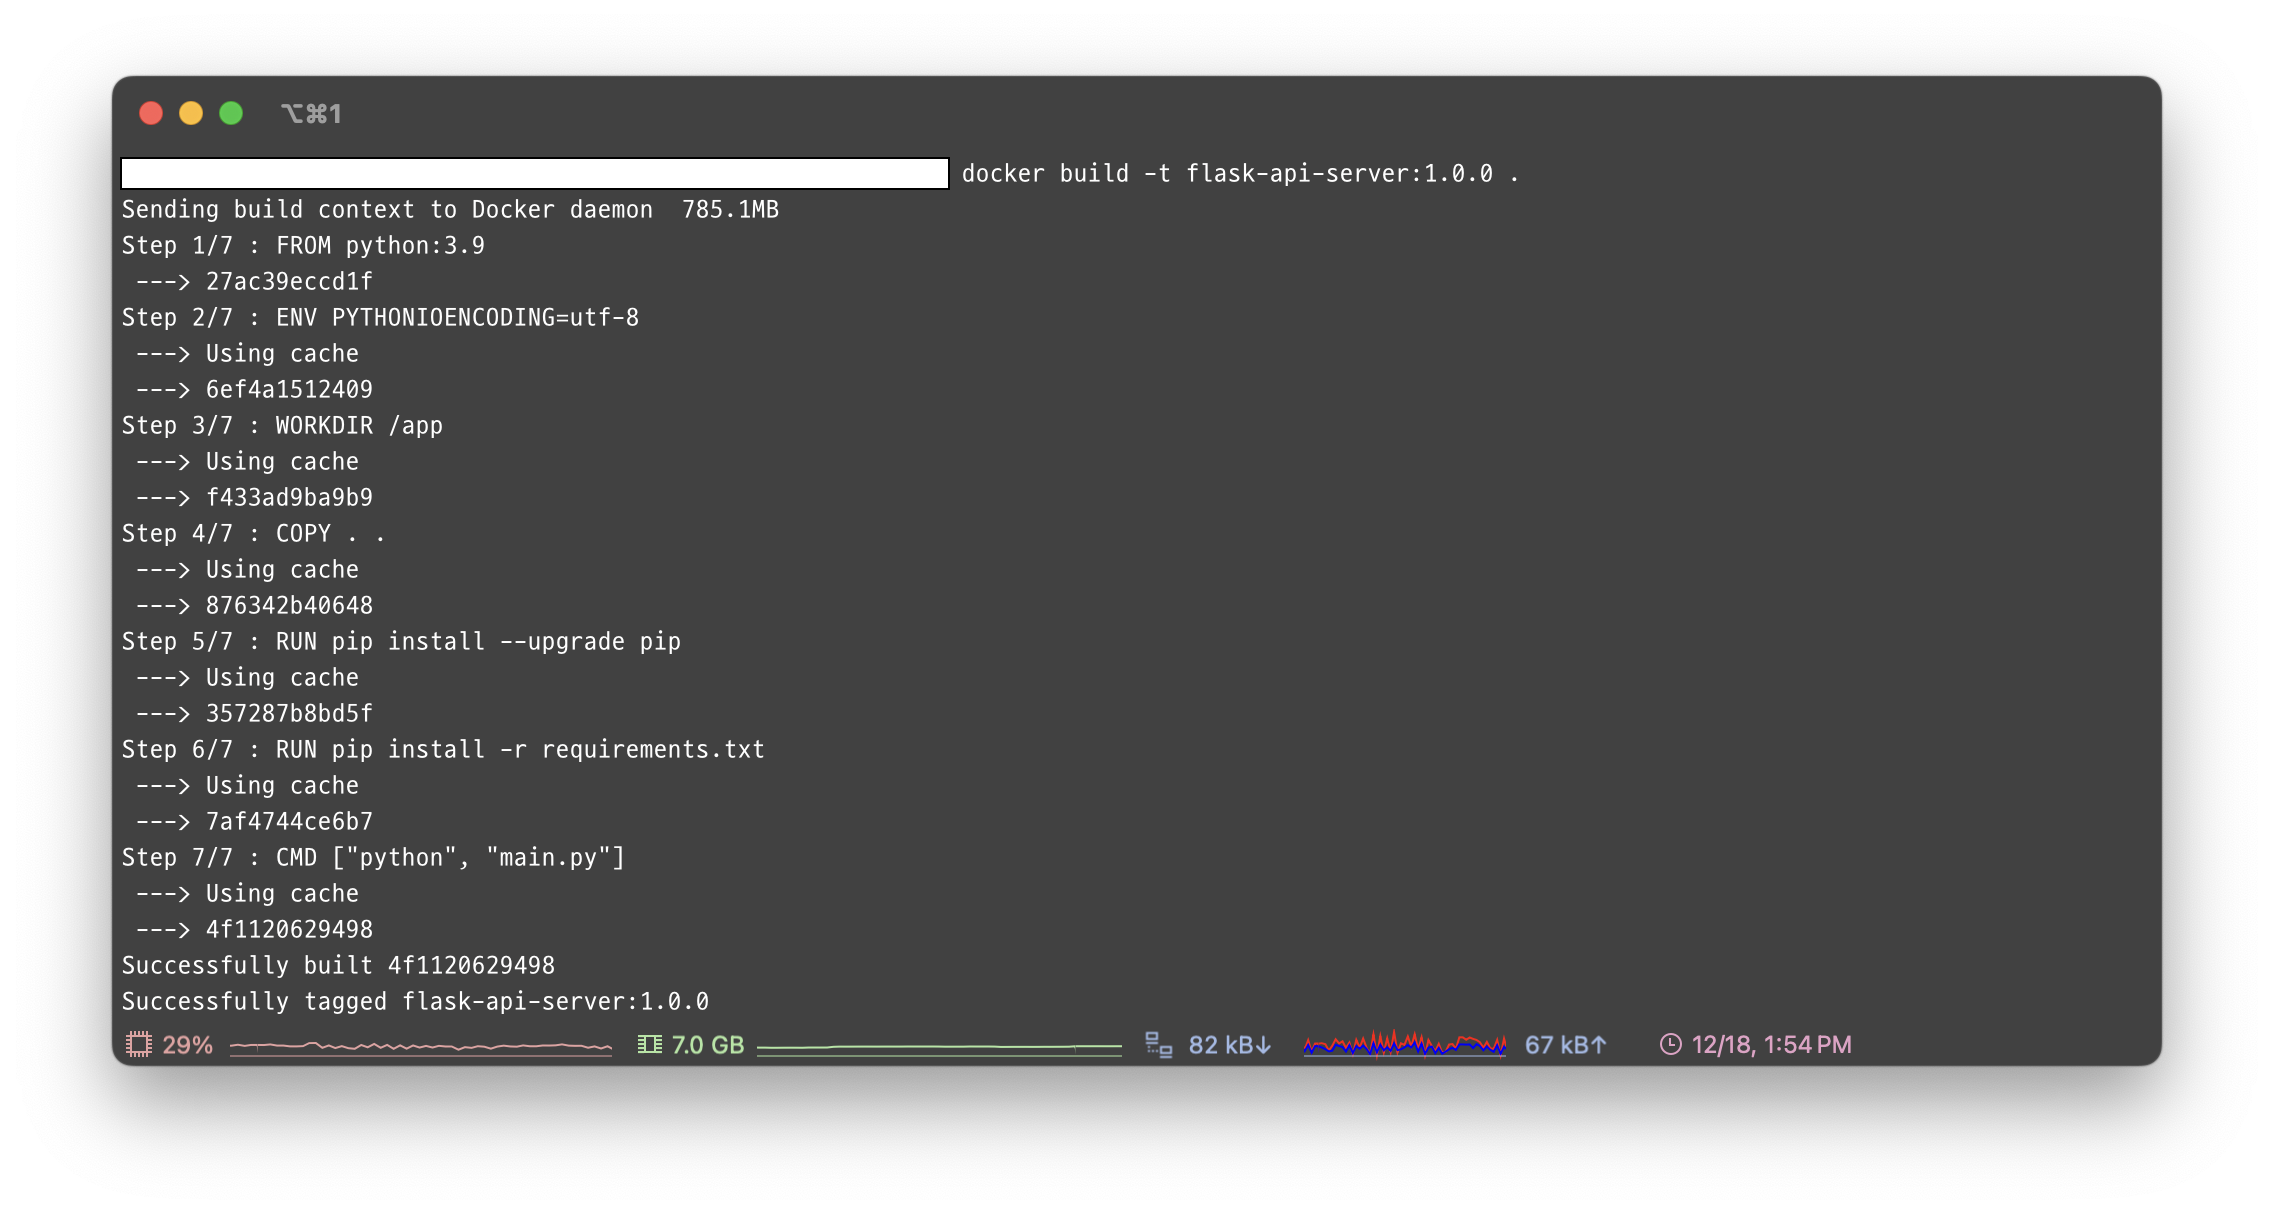 ⌥⌘1
docker build -t flask-api-server:1.0.0 .
Sending build context to Docker daemon  785.1MB
Step 1/7 : FROM python:3.9
 ---> 27ac39eccd1f
Step 2/7 : ENV PYTHONIOENCODING=utf-8
 ---> Using cache
 ---> 6ef4a1512409
Step 3/7 : WORKDIR /app
 ---> Using cache
 ---> f433ad9ba9b9
Step 4/7 : COPY . .
 ---> Using cache
 ---> 876342b40648
Step 5/7 : RUN pip install --upgrade pip
 ---> Using cache
 ---> 357287b8bd5f
Step 6/7 : RUN pip install -r requirements.txt
 ---> Using cache
 ---> 7af4744ce6b7
Step 7/7 : CMD ["python", "main.py"]
 ---> Using cache
 ---> 4f1120629498
Successfully built 4f1120629498
Successfully tagged flask-api-server:1.0.0
29% 7.0 GB 82 kB↓ 67 kB↑ 12/18, 1:54 PM